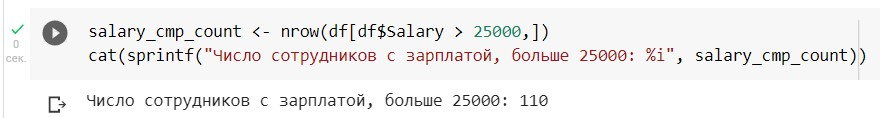 salary_cmp_count <- nrow(df[df$Salary > 25000,])
0
cat(sprintf("Число сотрудников с зарплатой, больше 25000: %i", salary_cmp_count))
сек.
Число сотрудников с зарплатой, больше 25000: 110